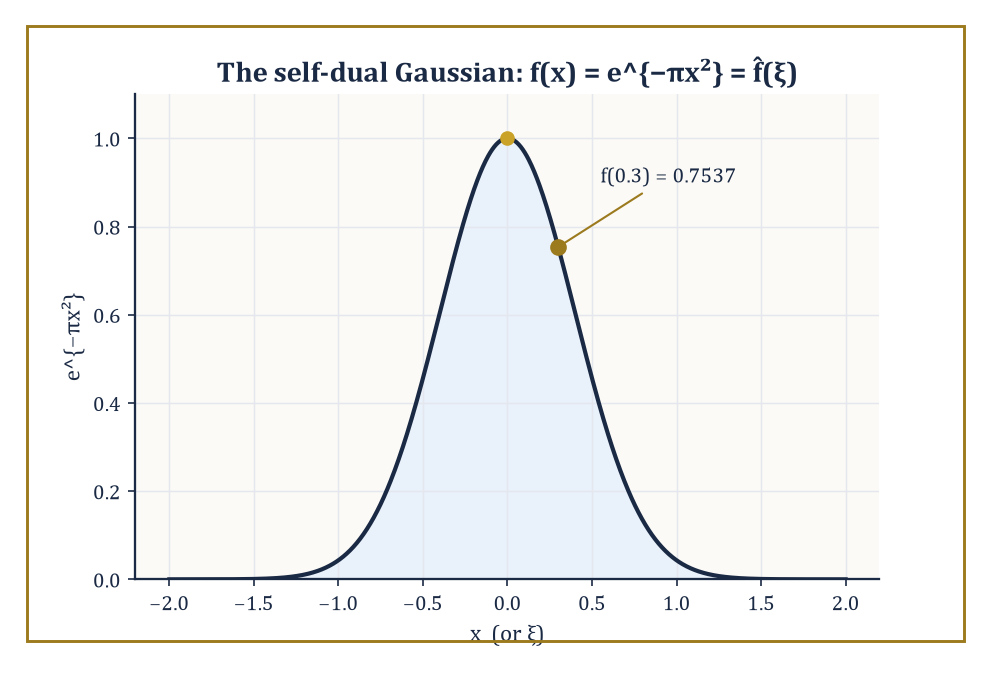 The self-dual Gaussian: f(x) = e^{−πx²} = f̂(ξ)
f(0.3) = 0.7537
e^{−πx²}
1.0
0.8
0.6
0.4
0.2
0.0
−2.0 −1.5 −1.0 −0.5 0.0 0.5 1.0 1.5 2.0
x (or ξ)